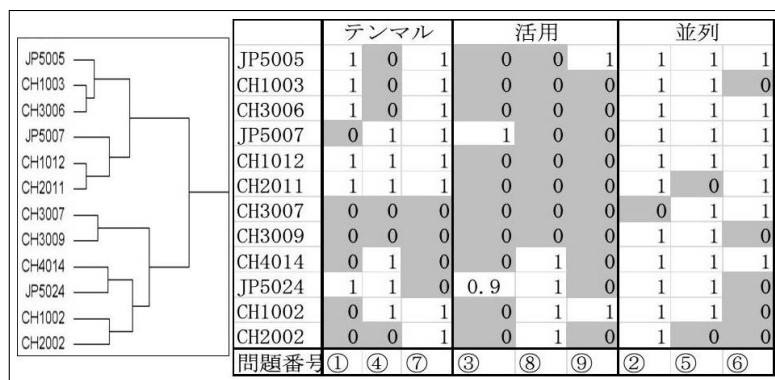 テンマル 活用 並列
JP5005 JP5005 1 0 1 0 0 1 1 1 1
CH1003 CH1003 1 0 1 0 0 0 1 1 0
CH3006 CH3006 1 0 1 0 0 0 1 1 1
JP5007 JP5007 0 1 1 1 0 0 1 1 1
CH1012 CH1012 1 1 1 0 0 0 1 1 1
CH2011 CH2011 1 1 1 0 0 0 1 0 1
CH3007 CH3007 0 0 0 0 0 0 0 1 1
CH3009 CH3009 0 0 0 0 0 0 1 1 0
CH4014 CH4014 0 1 0 0 1 0 1 1 1
JP5024 JP5024 1 1 0 0.9 1 0 1 1 0
CH1002 CH1002 0 1 1 0 1 1 1 1 0
CH2002 CH2002 0 0 1 0 1 0 1 0 0
問題番号 ① ④ ⑦ ③ ⑧ ⑨ ② ⑤ ⑥